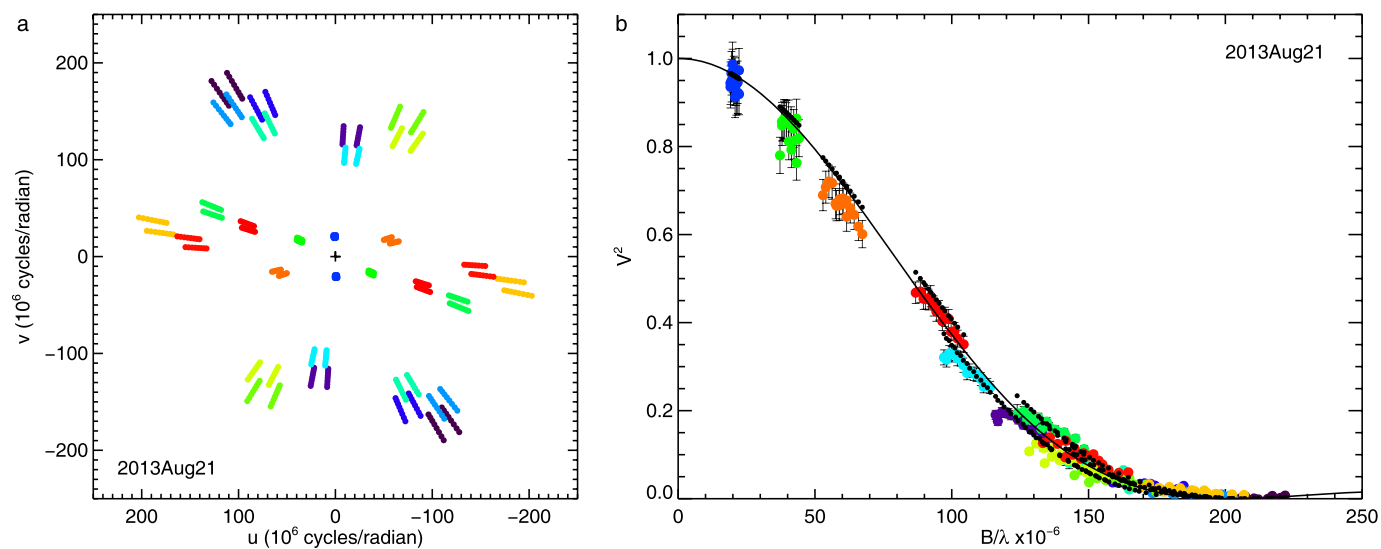 a
200
100
0
−100
−200
v (10⁶ cycles/radian)
2013Aug21
200 100 0 −100 −200
u (10⁶ cycles/radian)
b
1.0
0.8
0.6
0.4
0.2
0.0
V²
2013Aug21
0 50 100 150 200 250
B/λ x10⁻⁶